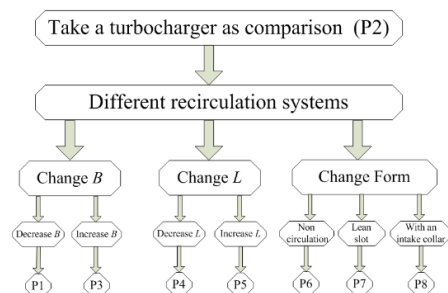 Take a turbocharger as comparison (P2)
Different recirculation systems
Change B
Change L
Change Form
Decrease B
Increase B
Decrease L
Increase L
Non circulation
Lean slot
With an intake collar
P1
P3
P4
P5
P6
P7
P8